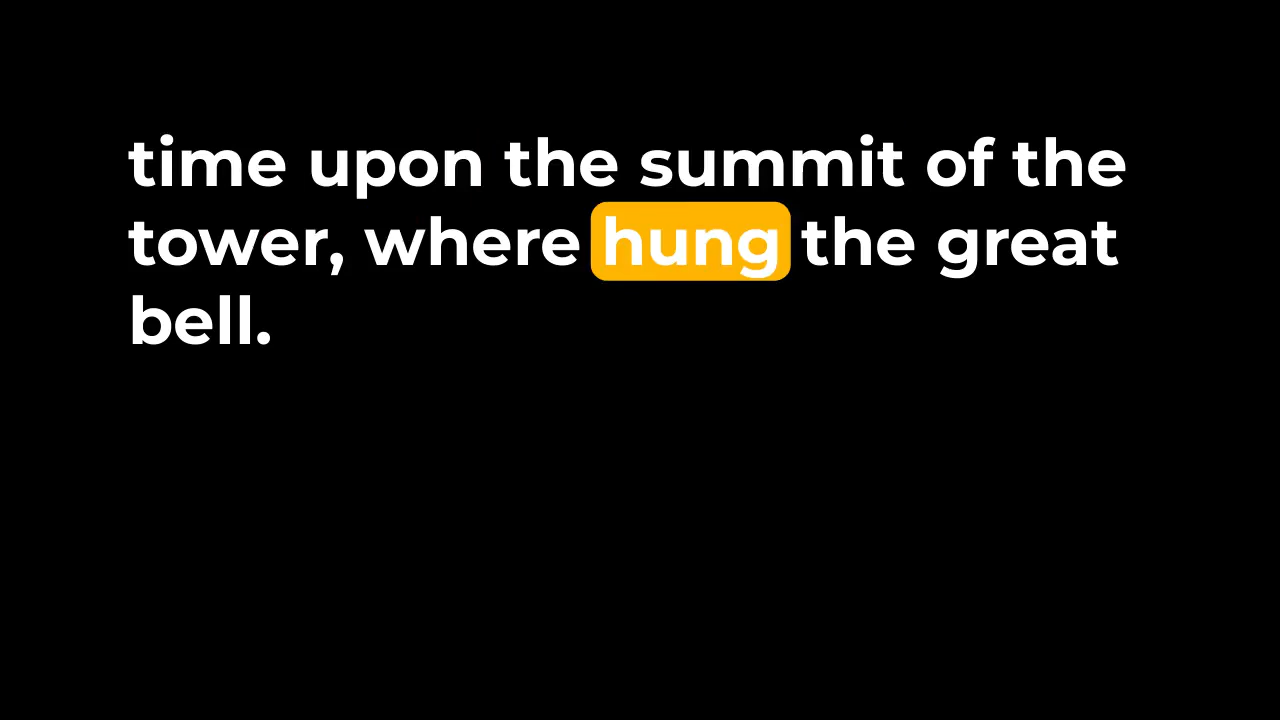 time upon the summit of the
tower, where hung the great
bell.